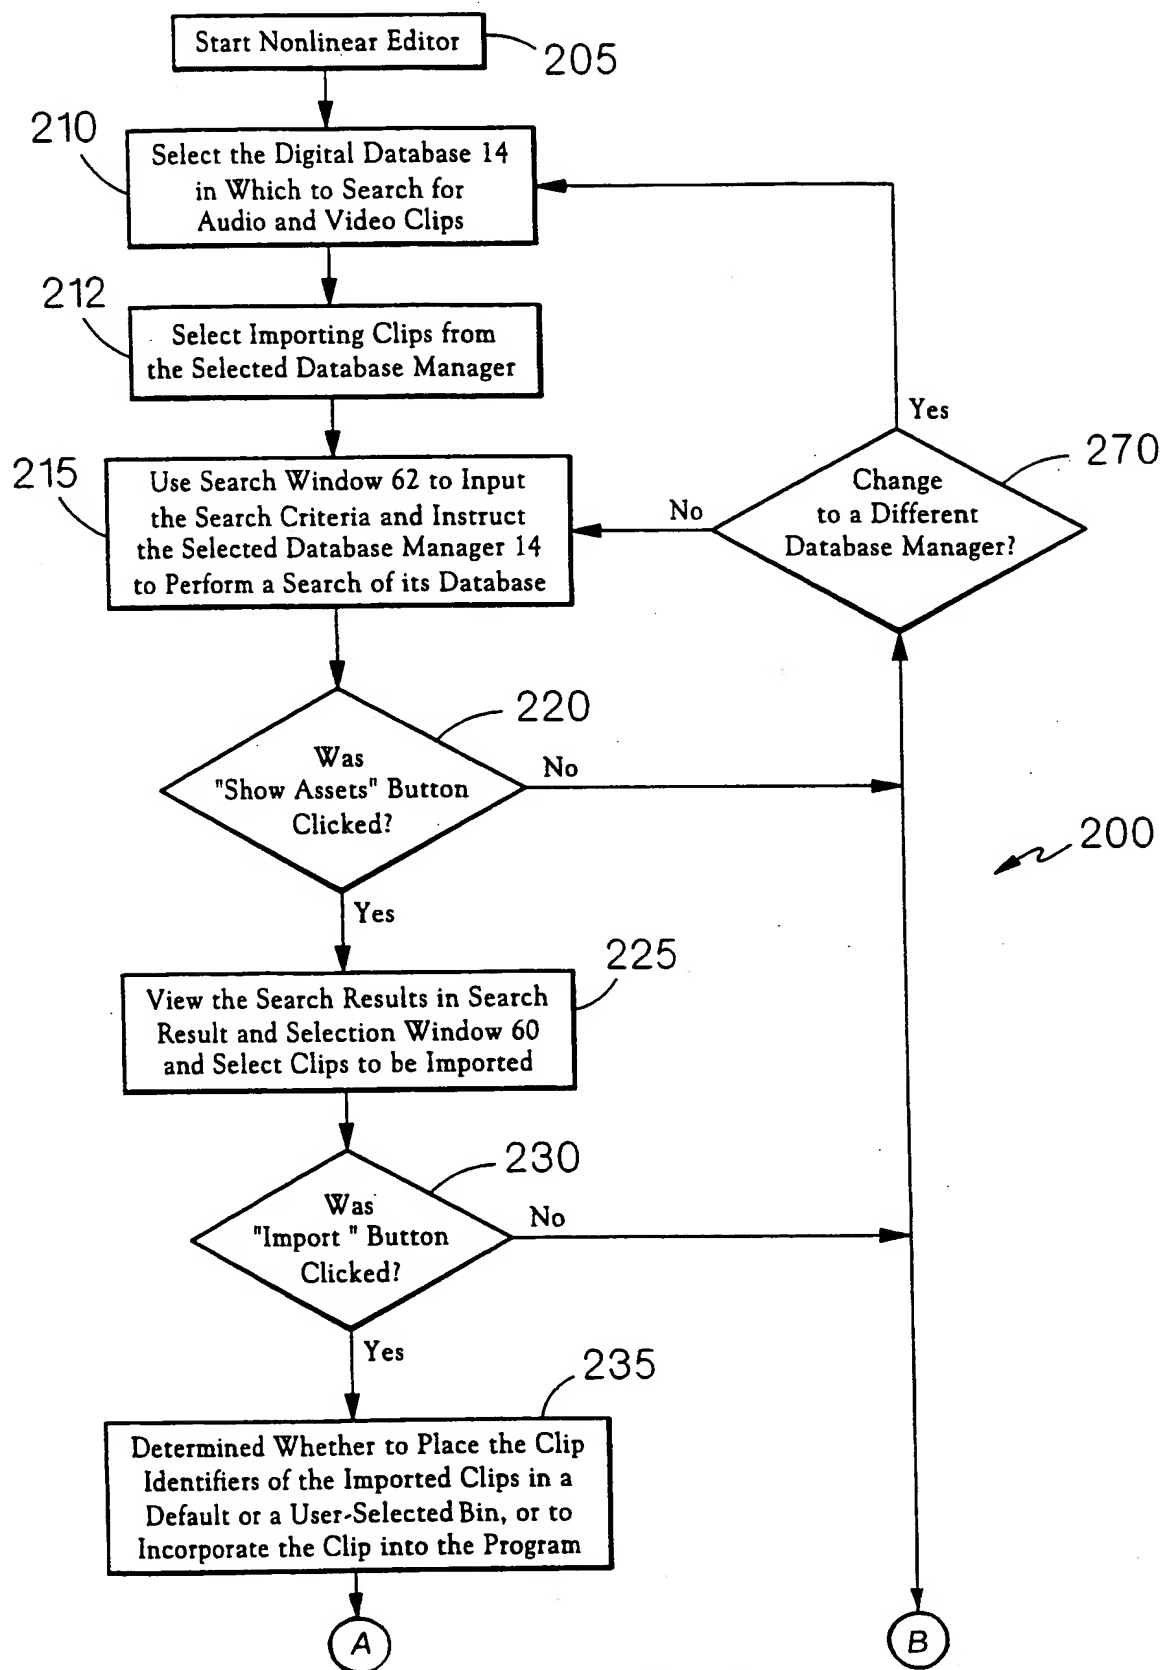 Start Nonlinear Editor
205
210
Select the Digital Database 14
in Which to Search for
Audio and Video Clips
212
Select Importing Clips from
the Selected Database Manager
215
Use Search Window 62 to Input
the Search Criteria and Instruct
the Selected Database Manager 14
to Perform a Search of its Database
Yes
270
Change
to a Different
Database Manager?
No
220
Was
"Show Assets" Button
Clicked?
No
Yes
200
225
View the Search Results in Search
Result and Selection Window 60
and Select Clips to be Imported
230
Was
"Import " Button
Clicked?
No
Yes
235
Determined Whether to Place the Clip
Identifiers of the Imported Clips in a
Default or a User-Selected Bin, or to
Incorporate the Clip into the Program
A
B